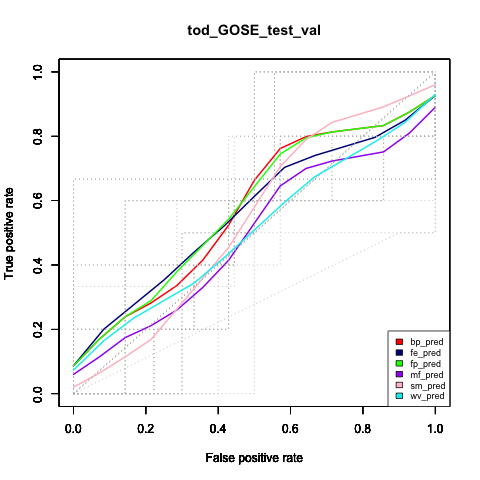 tod_GOSE_test_val
True positive rate
1.0
0.8
0.6
0.4
0.2
0.0
bp_pred
fe_pred
fp_pred
mf_pred
sm_pred
wv_pred
0.0 0.2 0.4 0.6 0.8 1.0
False positive rate